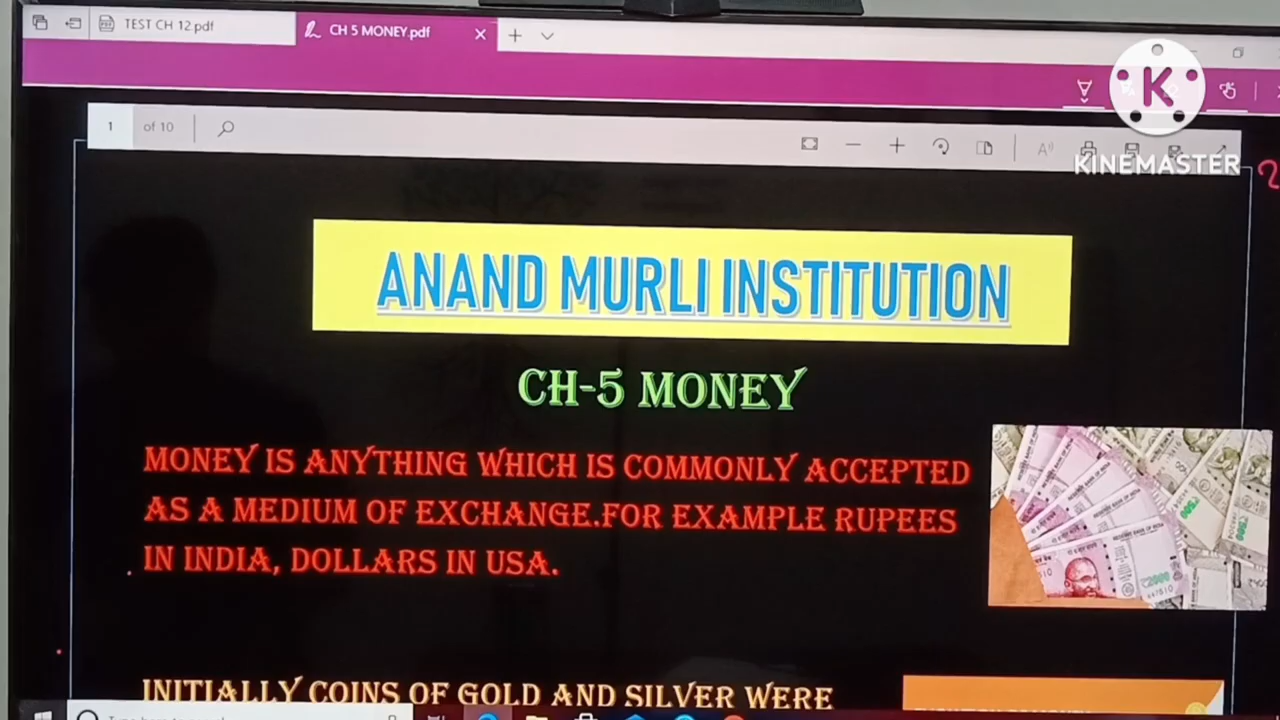 TEST CH 12.pdf
CH 5 MONEY.pdf
1 of 10
K
KINEMASTER
ANAND MURLI INSTITUTION
CH-5 MONEY
MONEY IS ANYTHING WHICH IS COMMONLY ACCEPTED
AS A MEDIUM OF EXCHANGE.FOR EXAMPLE RUPEES
IN INDIA, DOLLARS IN USA.
INITIALLY COINS OF GOLD AND SILVER WERE